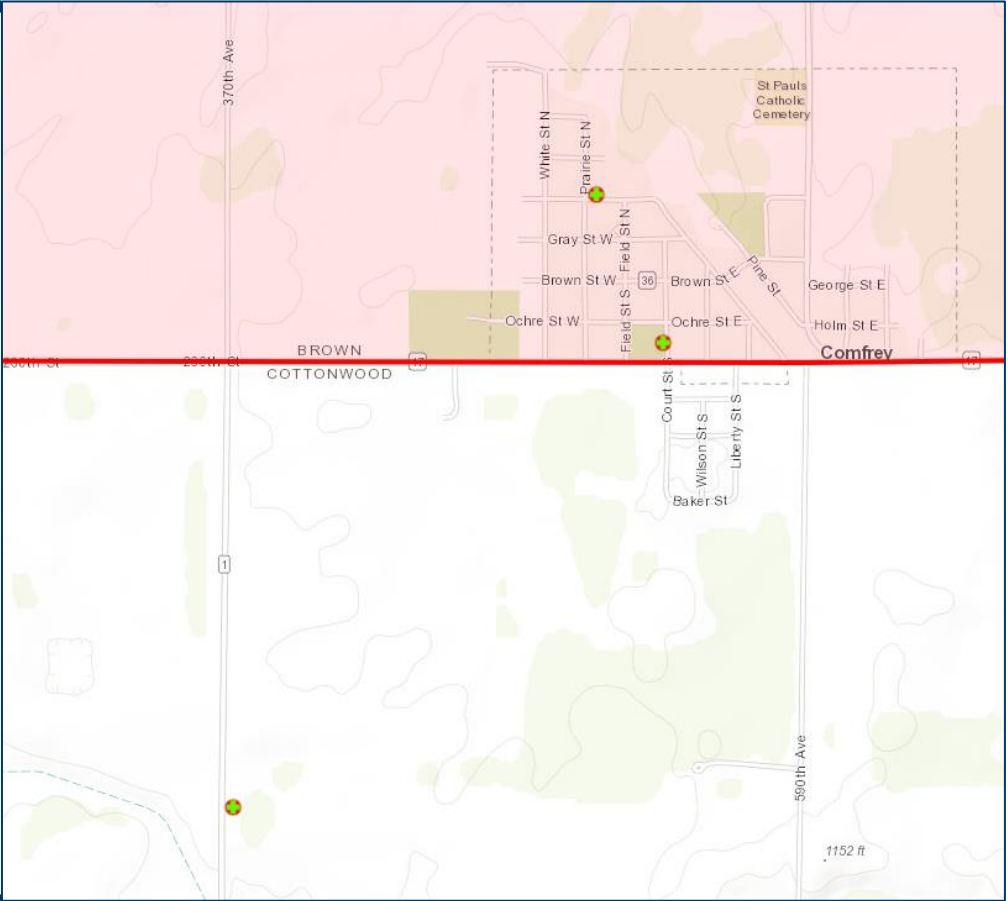 370th Ave
St Pauls
Catholic
Cemetery
White St N
Prairie St N
Field St N
Gray St W
Pine St
Brown St W
36
Brown St E
George St E
Ochre St W
Field St S
Ochre St E
Holm St E
BROWN
Comfrey
17
COTTONWOOD
Court St S
Wilson St S
Liberty St S
Baker St
1
590th Ave
1152 ft